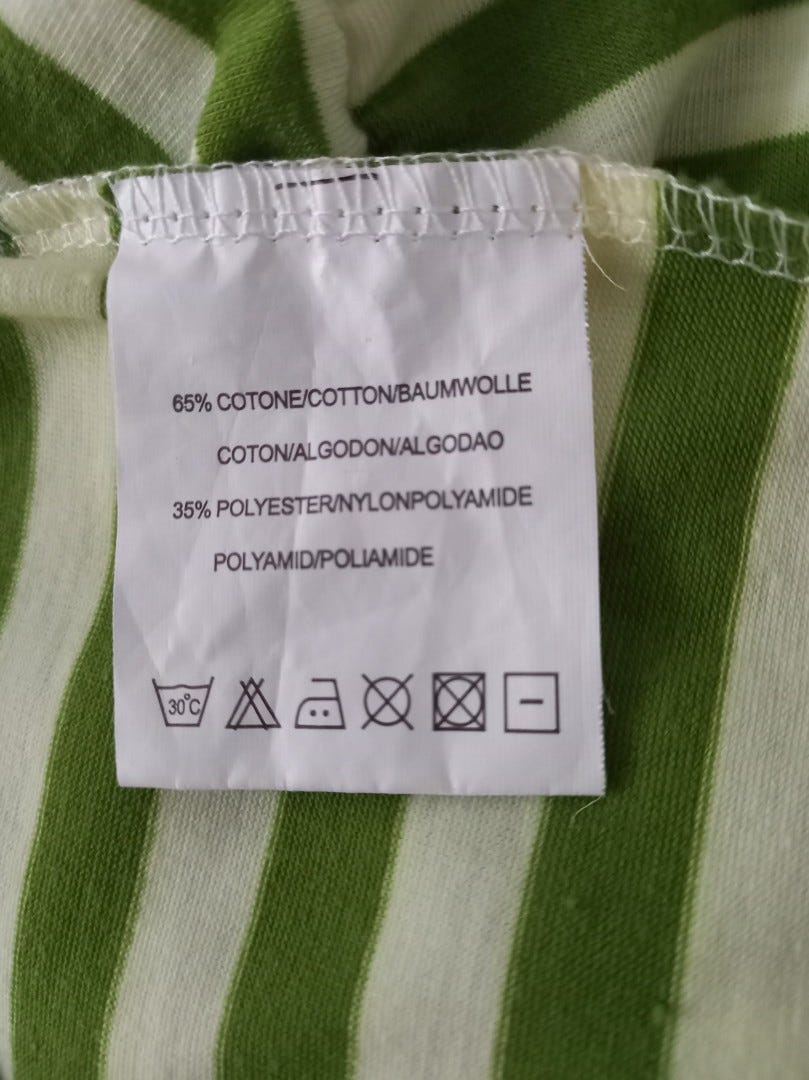 65% COTONE/COTTON/BAUMWOLLE
COTON/ALGODON/ALGODAO
35% POLYESTER/NYLONPOLYAMIDE
POLYAMID/POLIAMIDE
30°C